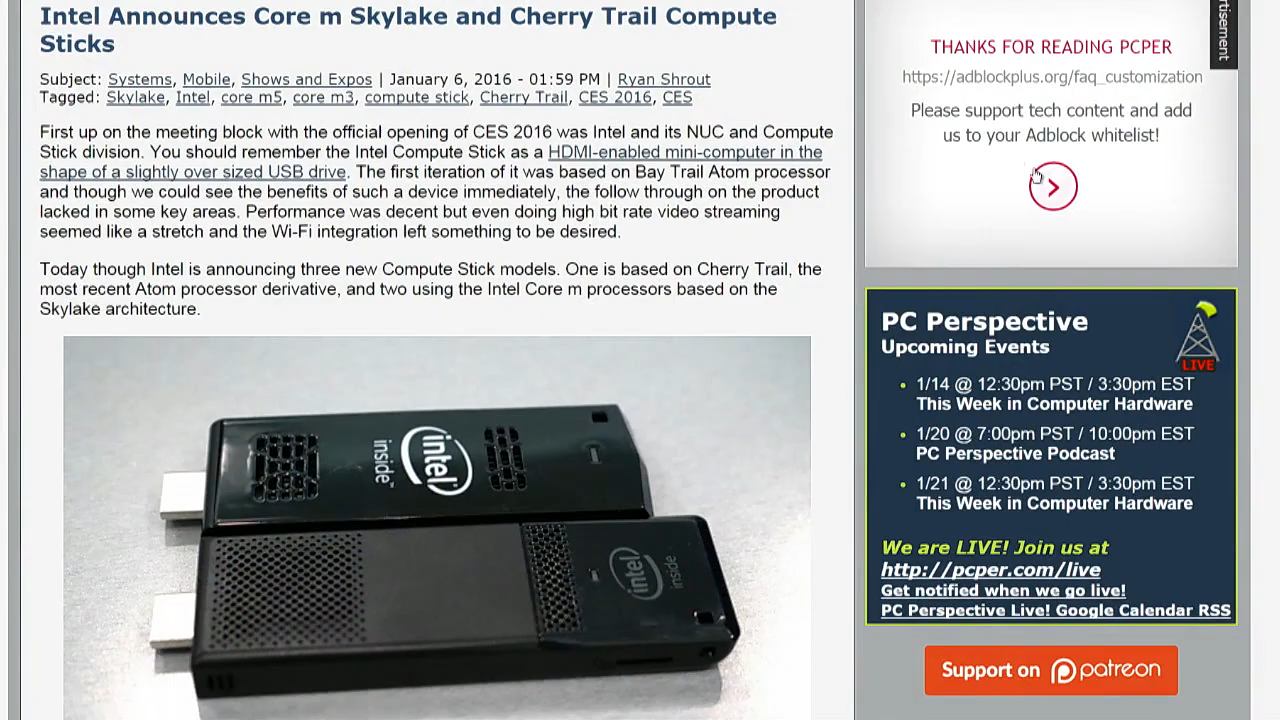 Intel Announces Core m Skylake and Cherry Trail Compute
Sticks
Subject: Systems, Mobile, Shows and Expos | January 6, 2016 - 01:59 PM | Ryan Shrout
Tagged: Skylake, Intel, core m5, core m3, compute stick, Cherry Trail, CES 2016, CES
First up on the meeting block with the official opening of CES 2016 was Intel and its NUC and Compute
Stick division. You should remember the Intel Compute Stick as a HDMI-enabled mini-computer in the
shape of a slightly over sized USB drive. The first iteration of it was based on Bay Trail Atom processor
and though we could see the benefits of such a device immediately, the follow through on the product
lacked in some key areas. Performance was decent but even doing high bit rate video streaming
seemed like a stretch and the Wi-Fi integration left something to be desired.
Today though Intel is announcing three new Compute Stick models. One is based on Cherry Trail, the
most recent Atom processor derivative, and two using the Intel Core m processors based on the
Skylake architecture.
intel
inside™
intel
inside
tisement
THANKS FOR READING PCPER
https://adblockplus.org/faq_customization
Please support tech content and add
us to your Adblock whitelist!
PC Perspective
Upcoming Events
LIVE
• 1/14 @ 12:30pm PST / 3:30pm EST
This Week in Computer Hardware
• 1/20 @ 7:00pm PST / 10:00pm EST
PC Perspective Podcast
• 1/21 @ 12:30pm PST / 3:30pm EST
This Week in Computer Hardware
We are LIVE! Join us at
http://pcper.com/live
Get notified when we go live!
PC Perspective Live! Google Calendar RSS
Support on patreon